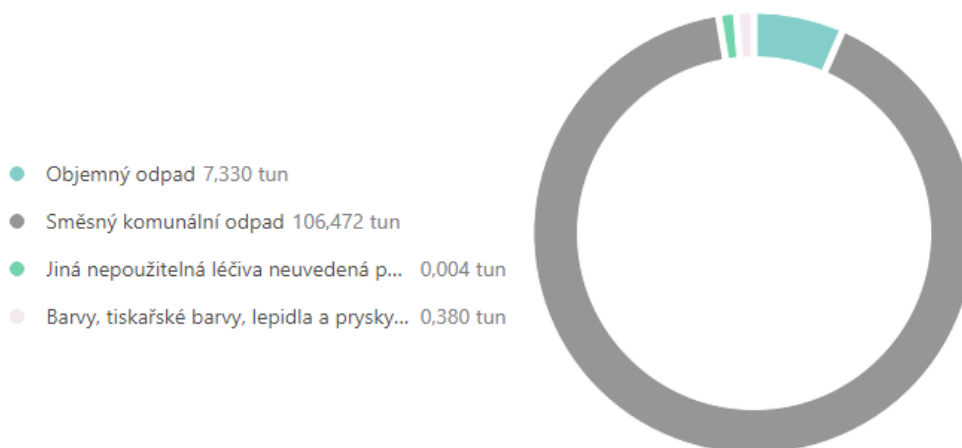 Objemný odpad 7,330 tun
Směsný komunální odpad 106,472 tun
Jiná nepoužitelná léčiva neuvedená p... 0,004 tun
Barvy, tiskařské barvy, lepidla a prysky... 0,380 tun